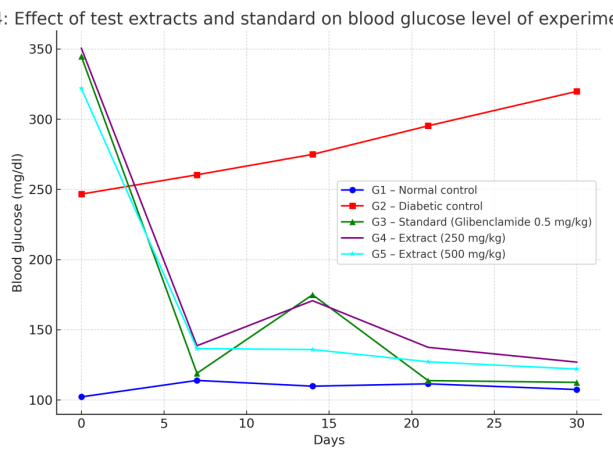 : Effect of test extracts and standard on blood glucose level of
350
300
250
200
150
100
Blood glucose (mg/dl)
G1 – Normal control
G2 – Diabetic control
G3 – Standard (Glibenclamide 0.5 mg/kg)
G4 – Extract (250 mg/kg)
G5 – Extract (500 mg/kg)
0 5 10 15 20 25 30
Days